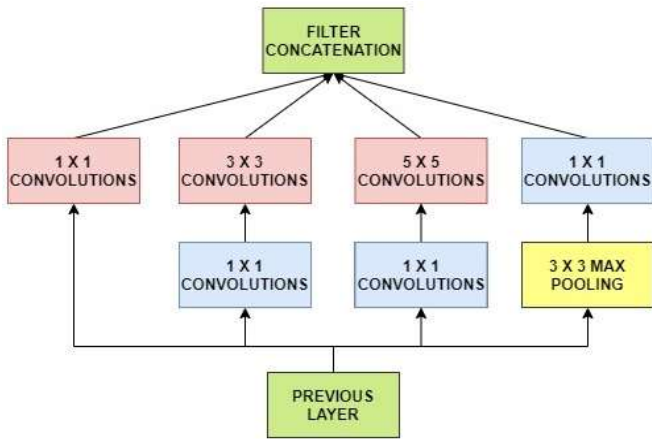 FILTER
CONCATENATION
1 X 1
CONVOLUTIONS
3 X 3
CONVOLUTIONS
5 X 5
CONVOLUTIONS
1 X 1
CONVOLUTIONS
1 X 1
CONVOLUTIONS
1 X 1
CONVOLUTIONS
3 X 3 MAX
POOLING
PREVIOUS
LAYER